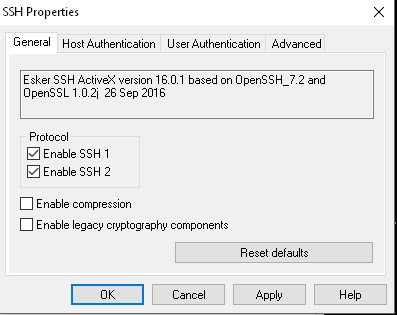 SSH Properties
General Host Authentication User Authentication Advanced
Esker SSH ActiveX version 16.0.1 based on OpenSSH_7.2 and
OpenSSL 1.0.2j 26 Sep 2016
Protocol
Enable SSH 1
Enable SSH 2
Enable compression
Enable legacy cryptography components
Reset defaults
OK Cancel Apply Help